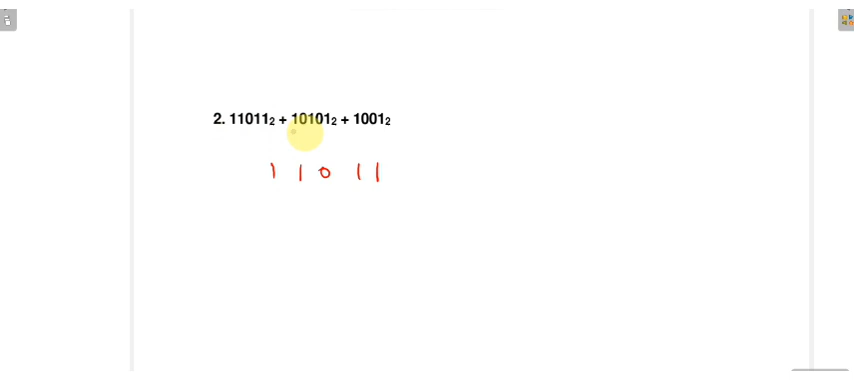 2. 11011₂ + 10101₂ + 1001₂
1 1 0 1 1